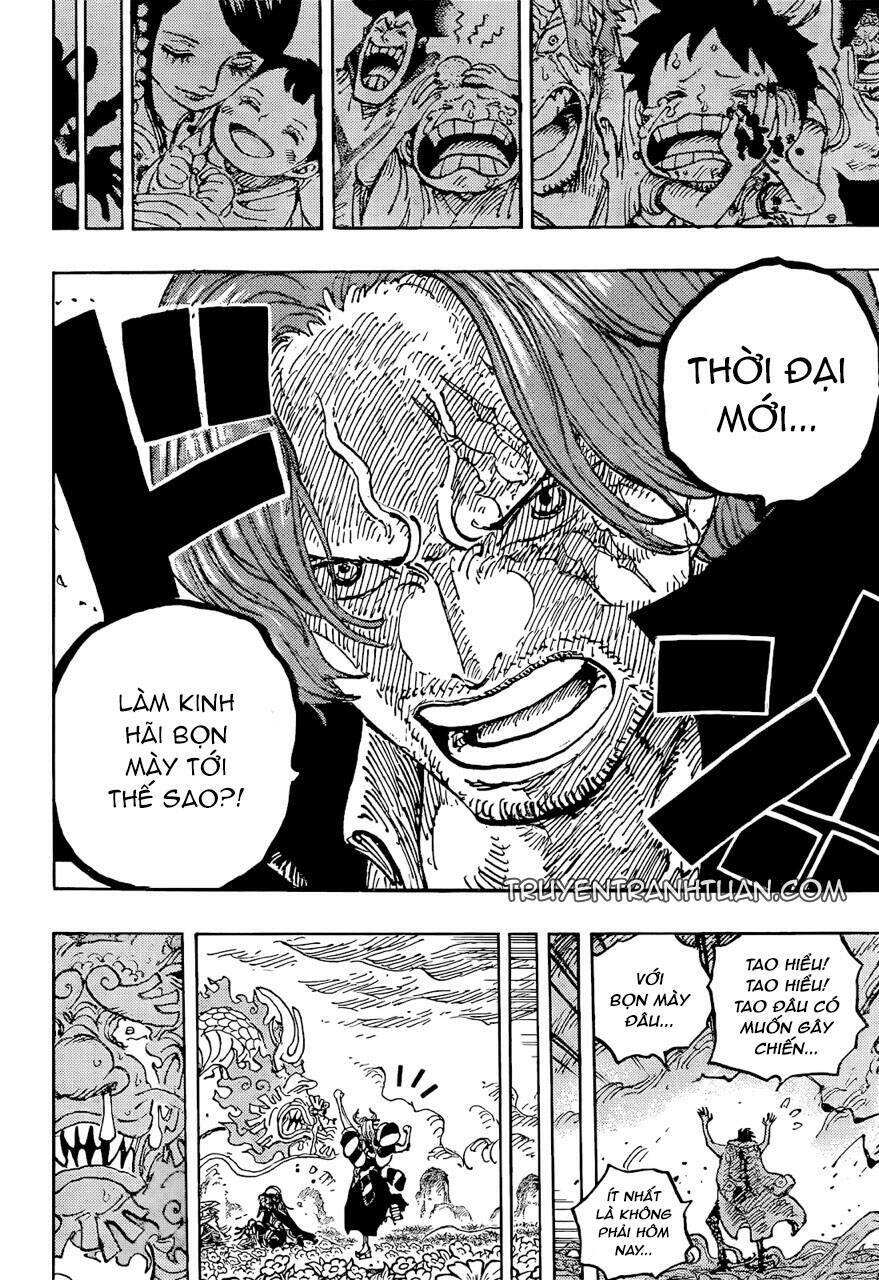 THỜI ĐẠI
MỚI...
LÀM KINH
HÃI BỌN
MÀY TỚI
THẾ SAO?!
TRUYENTRANHTUAN.COM
TAO HIỂU!
TAO HIỂU!
TAO ĐÂU CÓ
MUỐN GÂY
CHIẾN...
VỚI
BỌN MÀY
ĐÂU...
ÍT NHẤT
LÀ KHÔNG
PHẢI HÔM
NAY...